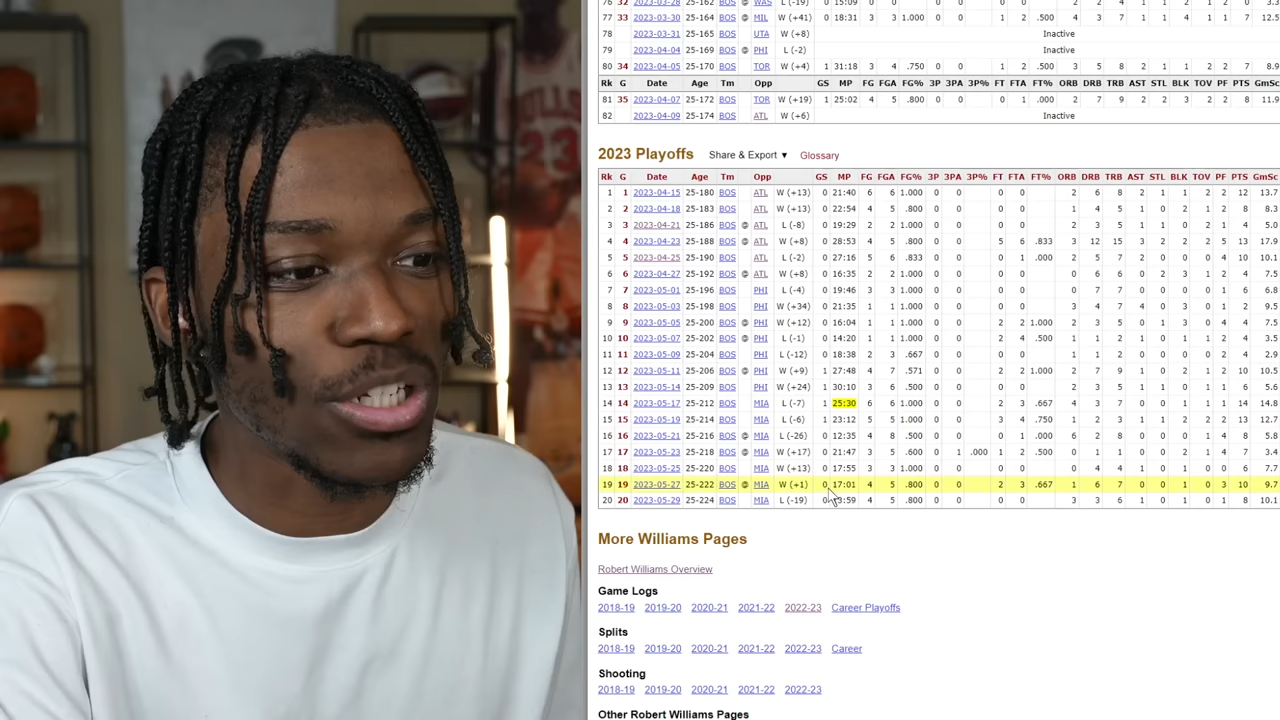 76 32 2023-03-28 25-162 BOS @ WAS L (-19) 15:09
77 33 2023-03-30 25-164 BOS @ MIL W (+41) 18:31 3 3 1.000 0 0 1 2 .500 4 3 7 1 1 4 1 1 7 12.5
78 2023-03-31 25-165 BOS UTA W (+8) Inactive
79 2023-04-04 25-169 BOS @ PHI L (-2) Inactive
80 34 2023-04-05 25-170 BOS TOR W (+4) 1 31:18 3 4 .750 0 0 1 2 .500 2 5 7 1 2 2 2 2 7 8.9
Rk G Date Age Tm Opp GS MP FG FGA FG% 3P 3PA 3P% FT FTA FT% ORB DRB TRB AST STL BLK TOV PF PTS GmSc
81 35 2023-04-07 25-172 BOS TOR W (+19) 1 25:02 4 5 .800 0 0 0 1 .000 2 7 9 2 2 3 2 1 8 11.9
82 2023-04-09 25-174 BOS ATL W (+6) Inactive
2023 Playoffs Share & Export ▼ Glossary
Rk G Date Age Tm Opp GS MP FG FGA FG% 3P 3PA 3P% FT FTA FT% ORB DRB TRB AST STL BLK TOV PF PTS GmSc
1 1 2023-04-15 25-180 BOS ATL W (+13) 0 21:40 6 6 1.000 0 0 0 0 2 6 8 2 1 1 2 2 12 13.7
2 2 2023-04-18 25-183 BOS ATL W (+13) 0 22:54 4 5 .800 0 0 0 0 1 4 5 1 0 2 1 2 8 8.3
3 3 2023-04-21 25-186 BOS @ ATL L (-8) 0 19:29 2 2 1.000 0 0 0 0 2 3 5 1 1 2 1 4 5.0
4 4 2023-04-23 25-188 BOS @ ATL W (+8) 0 28:53 4 5 .800 0 0 5 6 .833 3 12 15 3 2 2 2 5 13 17.9
5 5 2023-04-25 25-190 BOS ATL L (-2) 0 27:16 5 6 .833 0 0 0 1 .000 2 5 7 2 1 0 4 10 10.1
6 6 2023-04-27 25-192 BOS @ ATL W (+8) 0 16:35 2 2 1.000 0 0 0 0 0 6 6 0 2 3 1 2 4 7.5
7 7 2023-05-01 25-196 BOS PHI L (-4) 0 19:46 3 3 1.000 0 0 0 0 0 7 7 0 0 1 1 6 6.8
8 8 2023-05-03 25-198 BOS PHI W (+34) 0 21:35 1 1 1.000 0 0 0 0 3 4 7 4 0 3 0 1 2 9.5
9 9 2023-05-05 25-200 BOS @ PHI W (+12) 0 16:04 1 1 1.000 0 0 2 2 1.000 2 3 5 0 1 3 0 4 7.5
10 10 2023-05-07 25-202 BOS @ PHI L (-1) 0 14:20 1 1 1.000 0 0 2 4 .500 0 1 1 0 0 1 0 2 4 3.5
11 11 2023-05-09 25-204 BOS PHI L (-12) 0 18:38 2 3 .667 0 0 0 0 1 1 2 0 0 2 2 4 2.9
12 12 2023-05-11 25-206 BOS @ PHI W (+9) 1 27:48 4 7 .571 0 0 2 2 1.000 2 7 9 1 0 2 1 2 10 10.5
13 13 2023-05-14 25-209 BOS PHI W (+24) 1 30:10 3 6 .500 0 0 0 0 2 3 5 1 0 1 0 1 6 5.6
14 14 2023-05-17 25-212 BOS MIA L (-7) 1 25:30 6 6 1.000 0 0 2 3 .667 4 3 7 0 1 0 1 1 14 14.8
15 15 2023-05-19 25-214 BOS MIA L (-6) 1 23:12 5 5 1.000 0 0 3 4 .750 1 2 3 1 1 2 2 2 13 12.7
16 16 2023-05-21 25-216 BOS @ MIA L (-26) 0 12:35 4 8 .500 0 0 0 1 .000 6 2 8 0 0 1 0 4 8 5.8
17 17 2023-05-23 25-218 BOS @ MIA W (+17) 0 21:47 3 5 .600 0 1 .000 1 2 .500 0 3 3 0 0 2 1 4 7 3.4
18 18 2023-05-25 25-220 BOS MIA W (+13) 0 17:55 3 3 1.000 0 0 0 0 0 4 4 1 1 0 0 6 7.7
19 19 2023-05-27 25-222 BOS @ MIA W (+1) 0 17:01 4 5 .800 0 0 2 3 .667 1 6 7 0 0 1 0 3 10 9.7
20 20 2023-05-29 25-224 BOS MIA L (-19) 4 5 .800 0 0 0 0 3 3 6 1 0 1 0 1 8 10.1
More Williams Pages
Robert Williams Overview
Game Logs
2018-19 2019-20 2020-21 2021-22 2022-23 Career Playoffs
Splits
2018-19 2019-20 2020-21 2021-22 2022-23 Career
Shooting
2018-19 2019-20 2020-21 2021-22 2022-23
Other Robert Williams Pages